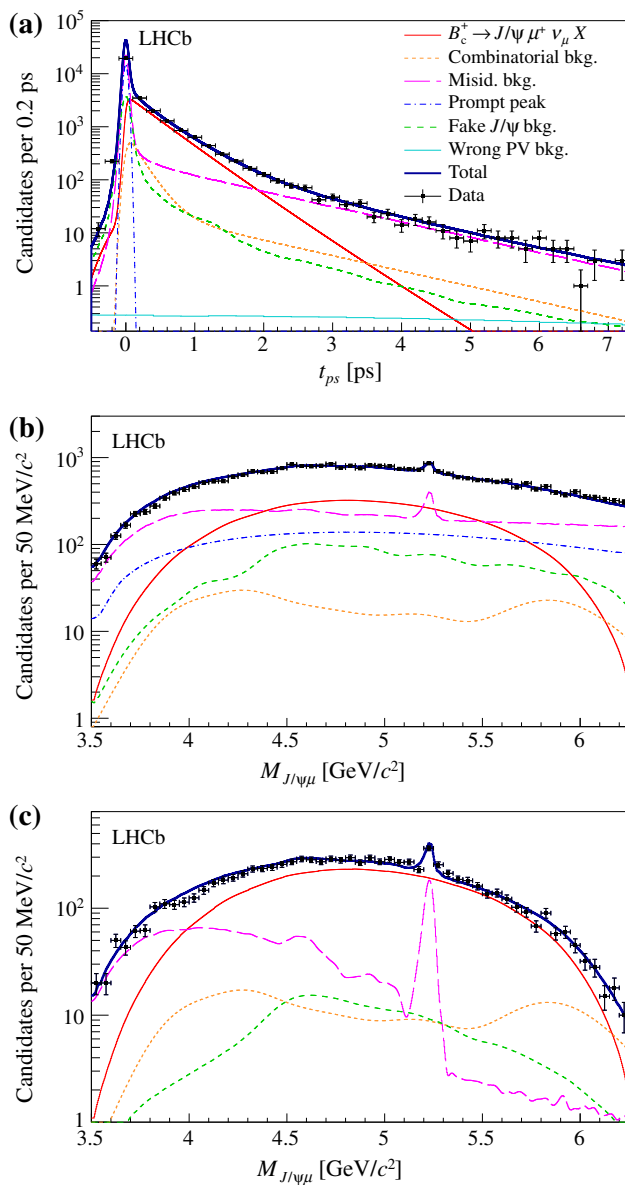 (a)
LHCb
B_c^+ → J/ψ μ^+ ν_μ X
Combinatorial bkg.
Misid. bkg.
Prompt peak
Fake J/ψ bkg.
Wrong PV bkg.
Total
Data
Candidates per 0.2 ps
10^5
10^4
10^3
10^2
10
1
0 1 2 3 4 5 6 7
t_ps [ps]
(b)
LHCb
Candidates per 50 MeV/c^2
10^3
10^2
10
1
3.5 4 4.5 5 5.5 6
M_J/ψμ [GeV/c^2]
(c)
LHCb
Candidates per 50 MeV/c^2
10^2
10
1
3.5 4 4.5 5 5.5 6
M_J/ψμ [GeV/c^2]